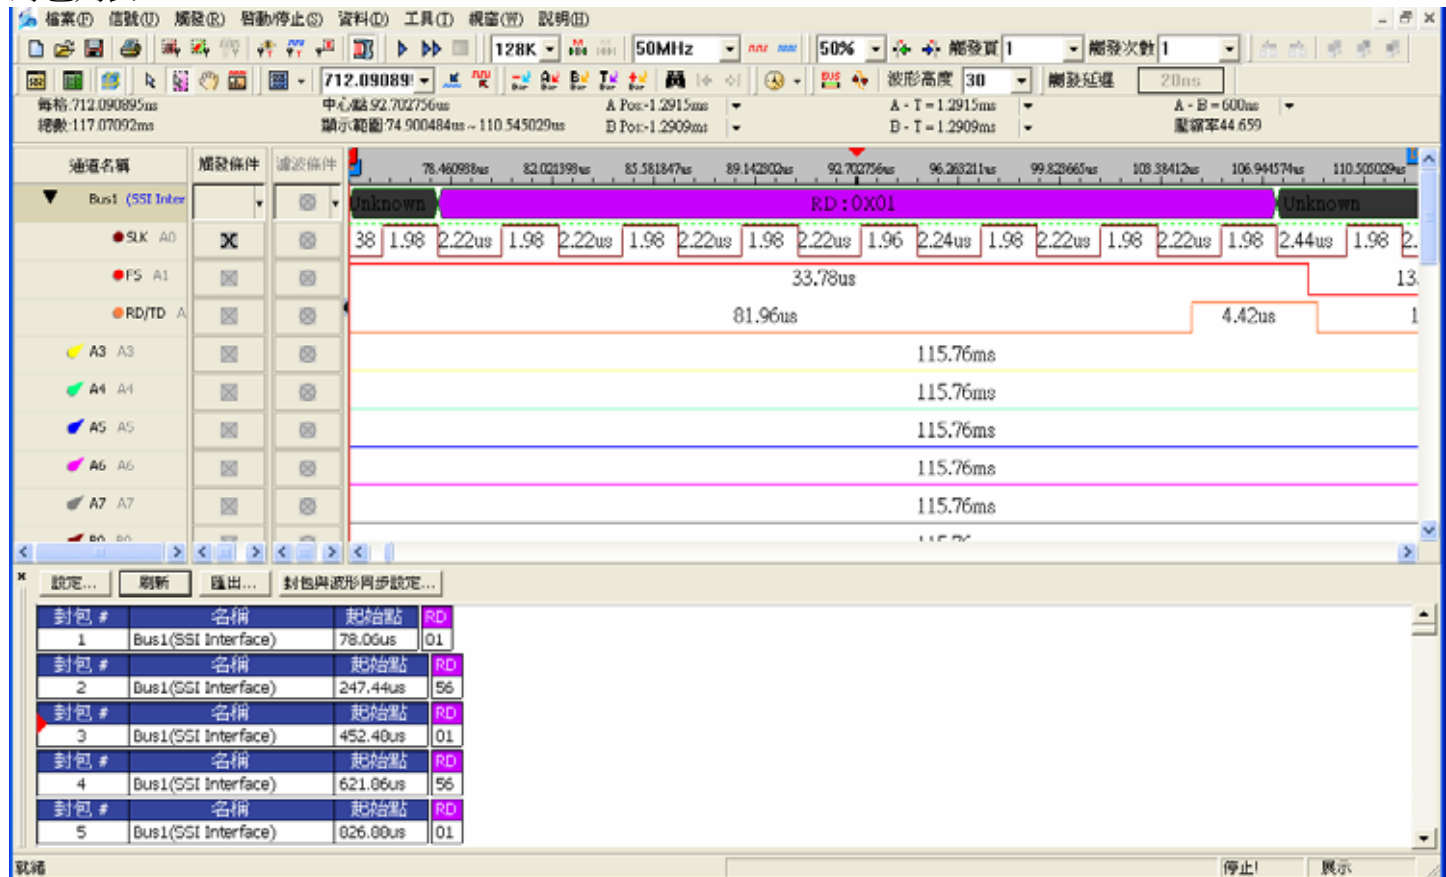 檔案(F) 信號(U) 觸發(R) 啟動/停止(S) 資料(D) 工具(T) 視窗(W) 說明(H)
128K 50MHz 50% 觸發頁 1 觸發次數 1
波形高度 30 觸發延遲 20ns
每格:712.090895ns 中心點:92.702756us A Pos:-1.2915ms A - T = 1.2915ms A - B = 600ns
總數:117.07092ms 顯示範圍:74.900484us ~ 110.545029us B Pos:-1.2909ms B - T = 1.2909ms 壓縮率:44.659
通道名稱 觸發條件 濾波條件 78.460938us 82.021393us 85.581847us 89.142302us 92.702756us 96.263211us 99.823665us 103.38412us 106.944574us 110.505029us
Bus1 (SSI Inter Unknown RD:0X01 Unknown
SLK A0 38 1.98 2.22us 1.98 2.22us 1.98 2.22us 1.98 2.22us 1.96 2.24us 1.98 2.22us 1.98 2.22us 1.98 2.44us 1.98 2.
FS A1 33.78us 13.
RD/TD A 81.96us 4.42us 1
A3 A3 115.76ms
A4 A4 115.76ms
A5 A5 115.76ms
A6 A6 115.76ms
A7 A7 115.76ms
設定... 刷新 匯出... 封包與波形同步設定...
封包 # 名稱 起始點 RD
1 Bus1(SSI Interface) 78.06us 01
封包 # 名稱 起始點 RD
2 Bus1(SSI Interface) 247.44us 56
封包 # 名稱 起始點 RD
3 Bus1(SSI Interface) 452.48us 01
封包 # 名稱 起始點 RD
4 Bus1(SSI Interface) 621.86us 56
封包 # 名稱 起始點 RD
5 Bus1(SSI Interface) 826.88us 01
就緒 停止! 展示